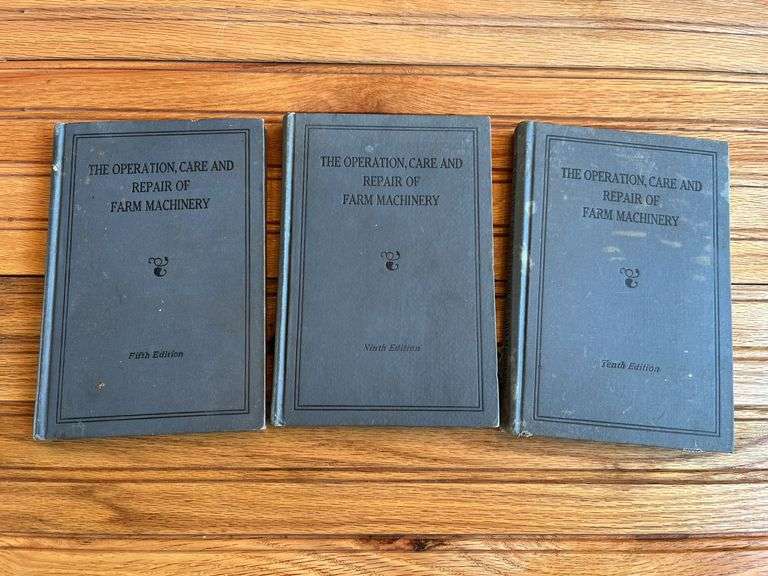 THE OPERATION, CARE AND
REPAIR OF
FARM MACHINERY
Fifth Edition
THE OPERATION, CARE AND
REPAIR OF
FARM MACHINERY
Ninth Edition
THE OPERATION, CARE AND
REPAIR OF
FARM MACHINERY
Tenth Edition